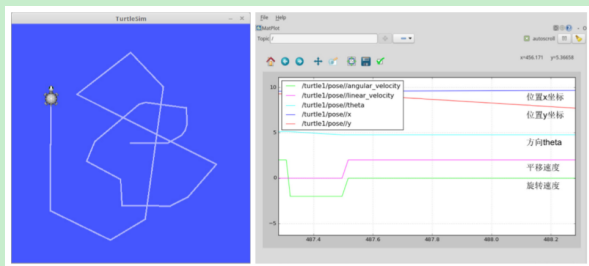 TurtleSim
File Help
MatPlot
Topic /
autoscroll
x=456.171 y=5.36658
/turtle1/pose//angular_velocity
/turtle1/pose//linear_velocity
/turtle1/pose//theta
/turtle1/pose//x
/turtle1/pose//y
位置x坐标
位置y坐标
方向theta
平移速度
旋转速度
10
5
0
−5
487.4 487.6 487.8 488.0 488.2